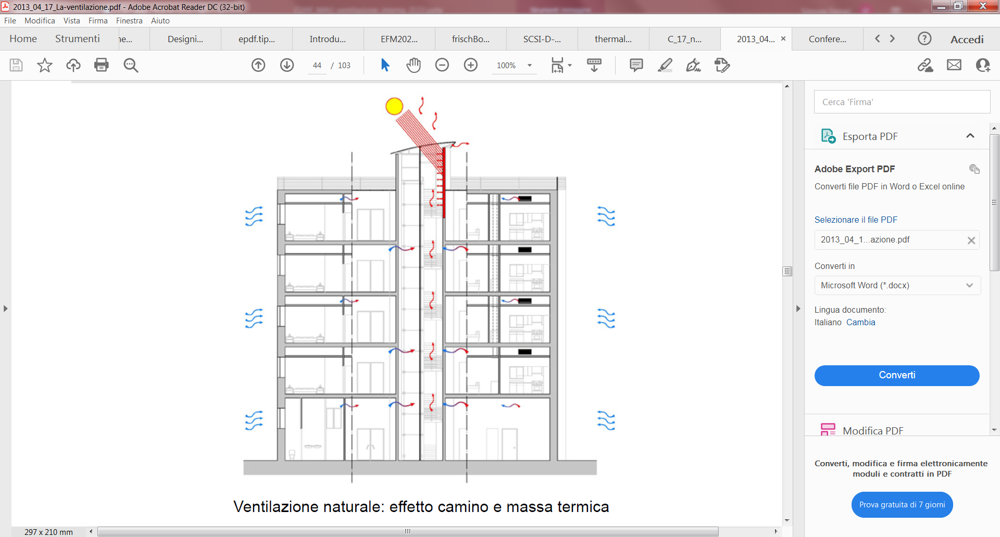 2013_04_17_La-ventilazione.pdf - Adobe Acrobat Reader DC (32-bit)
File Modifica Vista Firma Finestra Aiuto
Home Strumenti ne... Designi... epdf.tip... Introdu... EFM202... frischBo... SCSI-D-... thermal... C_17_n... 2013_04... Confere... Accedi
44 / 103 100%
Cerca 'Firma'
Esporta PDF
Adobe Export PDF
Converti file PDF in Word o Excel online
Selezionare il file PDF
2013_04_1...azione.pdf
Converti in
Microsoft Word (*.docx)
Lingua documento:
Italiano Cambia
Converti
Modifica PDF
Converti, modifica e firma elettronicamente
moduli e contratti in PDF
Prova gratuita di 7 giorni
Ventilazione naturale: effetto camino e massa termica
297 x 210 mm